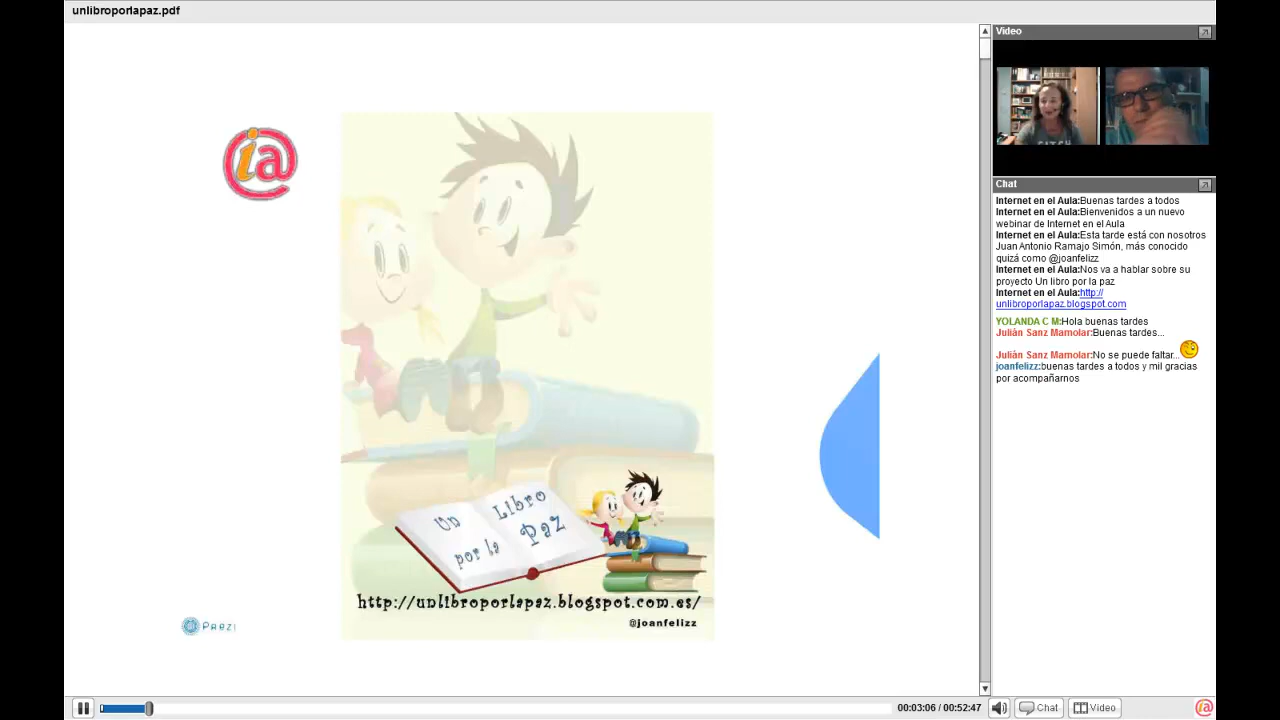 unlibroporlapaz.pdf
Video
ia
Chat
Internet en el Aula:Buenas tardes a todos
Internet en el Aula:Bienvenidos a un nuevo
webinar de Internet en el Aula
Internet en el Aula:Esta tarde está con nosotros
Juan Antonio Ramajo Simón, más conocido
quizá como @joanfelizz
Internet en el Aula:Nos va a hablar sobre su
proyecto Un libro por la paz
Internet en el Aula:http://
unlibroporlapaz.blogspot.com
YOLANDA C M:Hola buenas tardes
Julián Sanz Mamolar:Buenas tardes...
Julián Sanz Mamolar:No se puede faltar...
joanfelizz:buenas tardes a todos y mil gracias
por acompañarnos
Un Libro
por la Paz
http://unlibroporlapaz.blogspot.com.es/
@joanfelizz
Prezi
00:03:06 / 00:52:47
Chat
Video